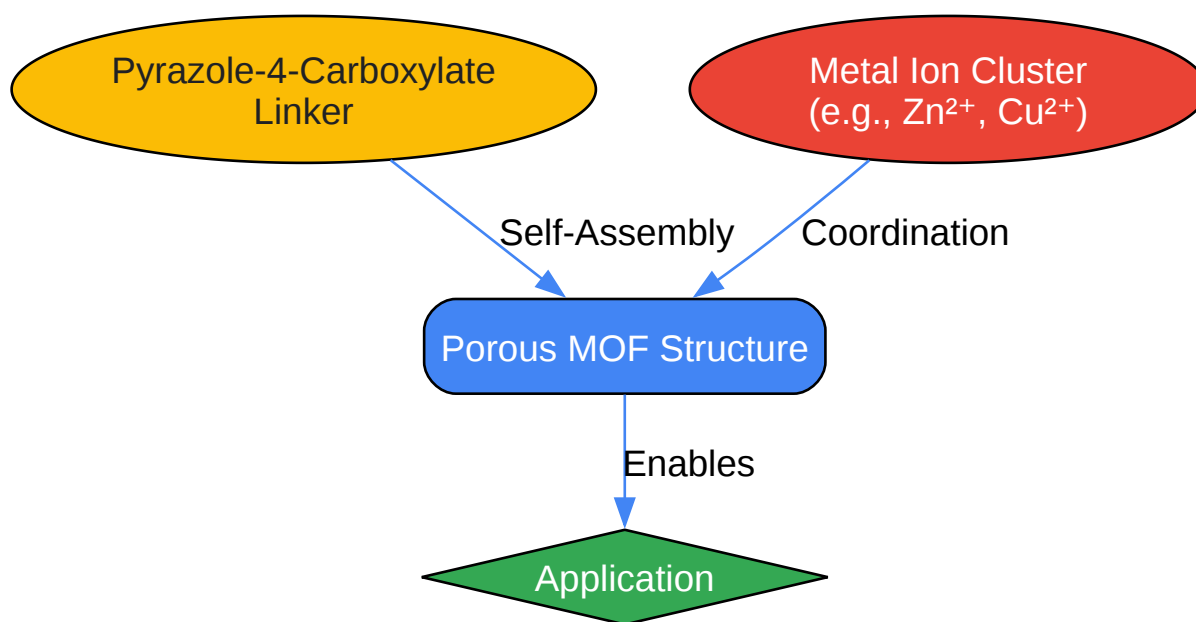 Pyrazole-4-Carboxylate
Linker
Metal Ion Cluster
(e.g., Zn²⁺, Cu²⁺)
Self-Assembly
Coordination
Porous MOF Structure
Enables
Application